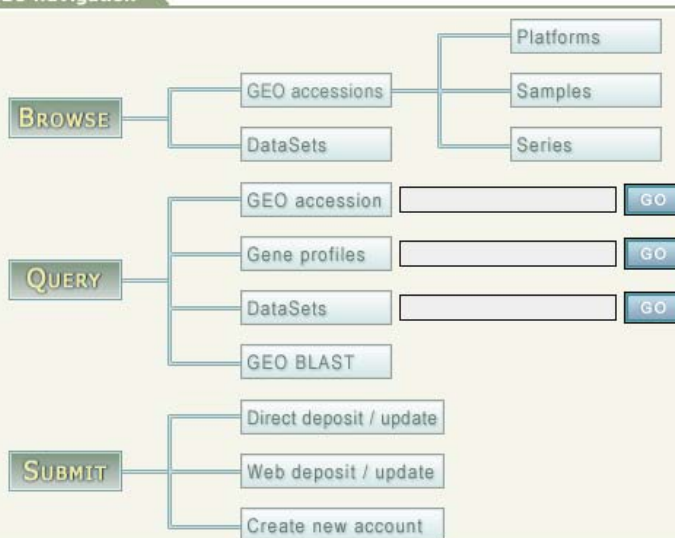 Platforms
GEO accessions
Samples
BROWSE
DataSets
Series
GEO accession
GO
Gene profiles
GO
QUERY
DataSets
GO
GEO BLAST
Direct deposit / update
SUBMIT
Web deposit / update
Create new account